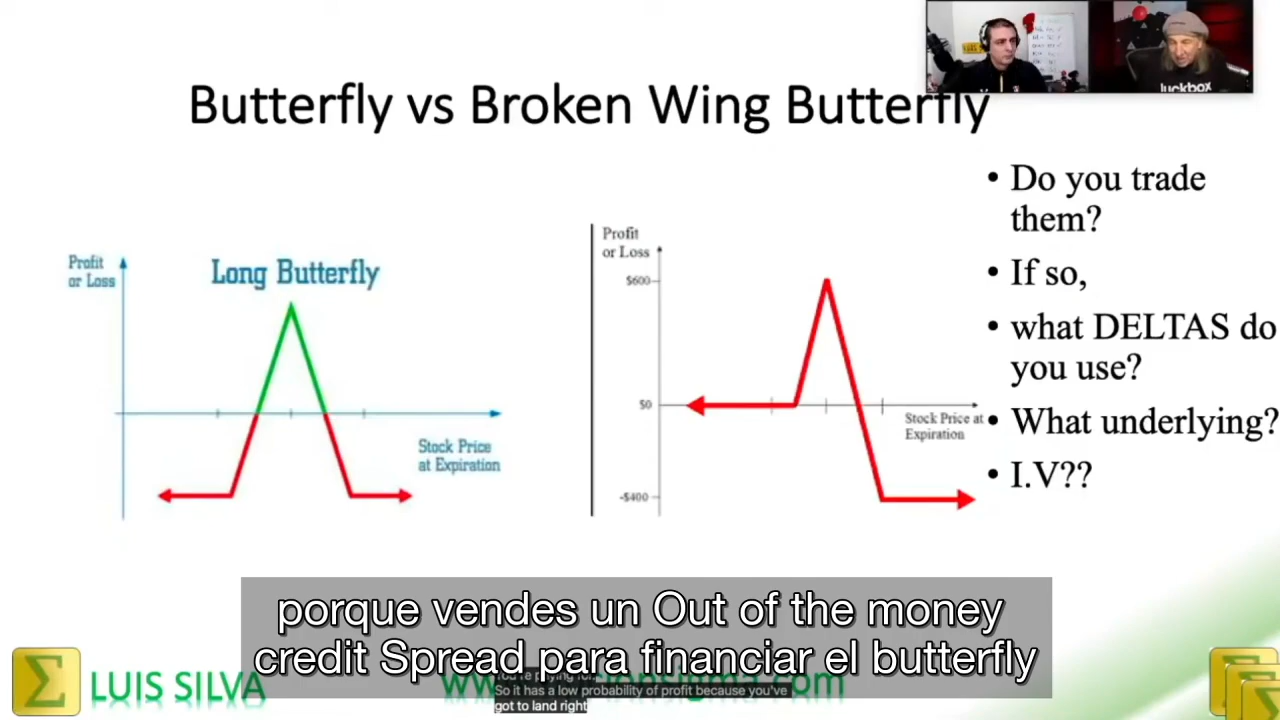 luckbox
Butterfly vs Broken Wing Butterfly
Profit
or Loss
Long Butterfly
Stock Price
at Expiration
Profit
or Loss
$600
$0
-$400
Stock Price at
Expiration
• Do you trade
them?
• If so,
• what DELTAS do
you use?
• What underlying?
• I.V??
porque vendes un Out of the money
credit Spread para financiar el butterfly
So it has a low probability of profit because you've
got to land right
Σ LUIS SILVA